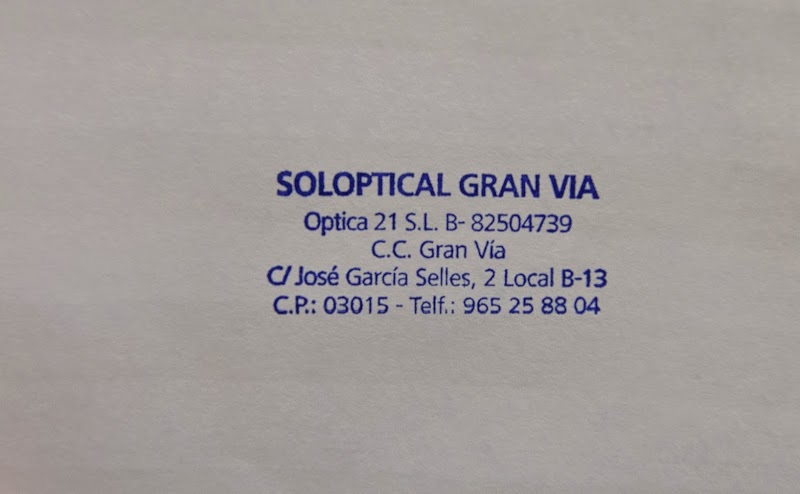 SOLOPTICAL GRAN VIA
Optica 21 S.L. B- 82504739
C.C. Gran Vía
C/ José García Selles, 2 Local B-13
C.P.: 03015 - Telf.: 965 25 88 04